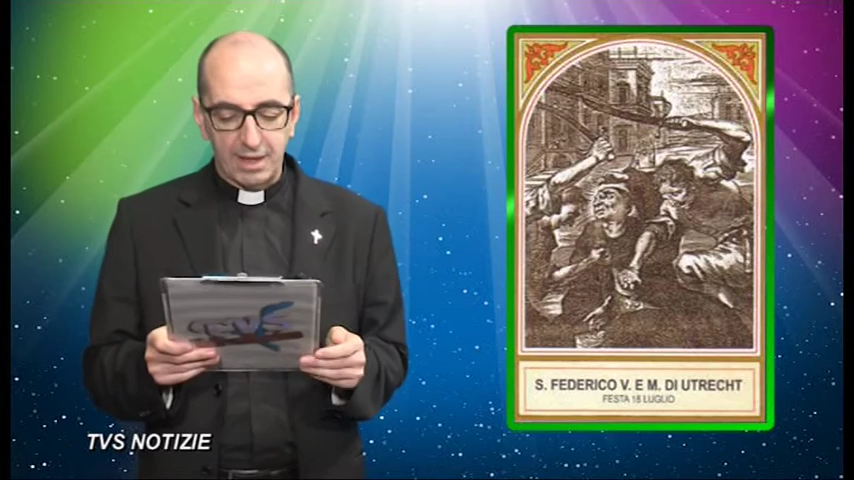 TVS NOTIZIE
S. FEDERICO V. E M. DI UTRECHT
FESTA 18 LUGLIO